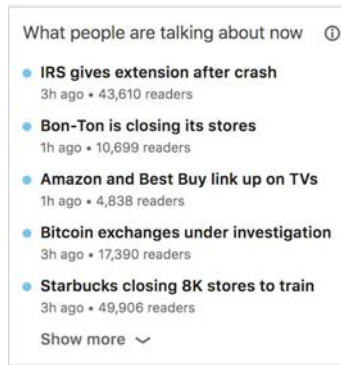 What people are talking about now
IRS gives extension after crash
3h ago • 43,610 readers
Bon-Ton is closing its stores
1h ago • 10,699 readers
Amazon and Best Buy link up on TVs
1h ago • 4,838 readers
Bitcoin exchanges under investigation
3h ago • 17,390 readers
Starbucks closing 8K stores to train
3h ago • 49,906 readers
Show more